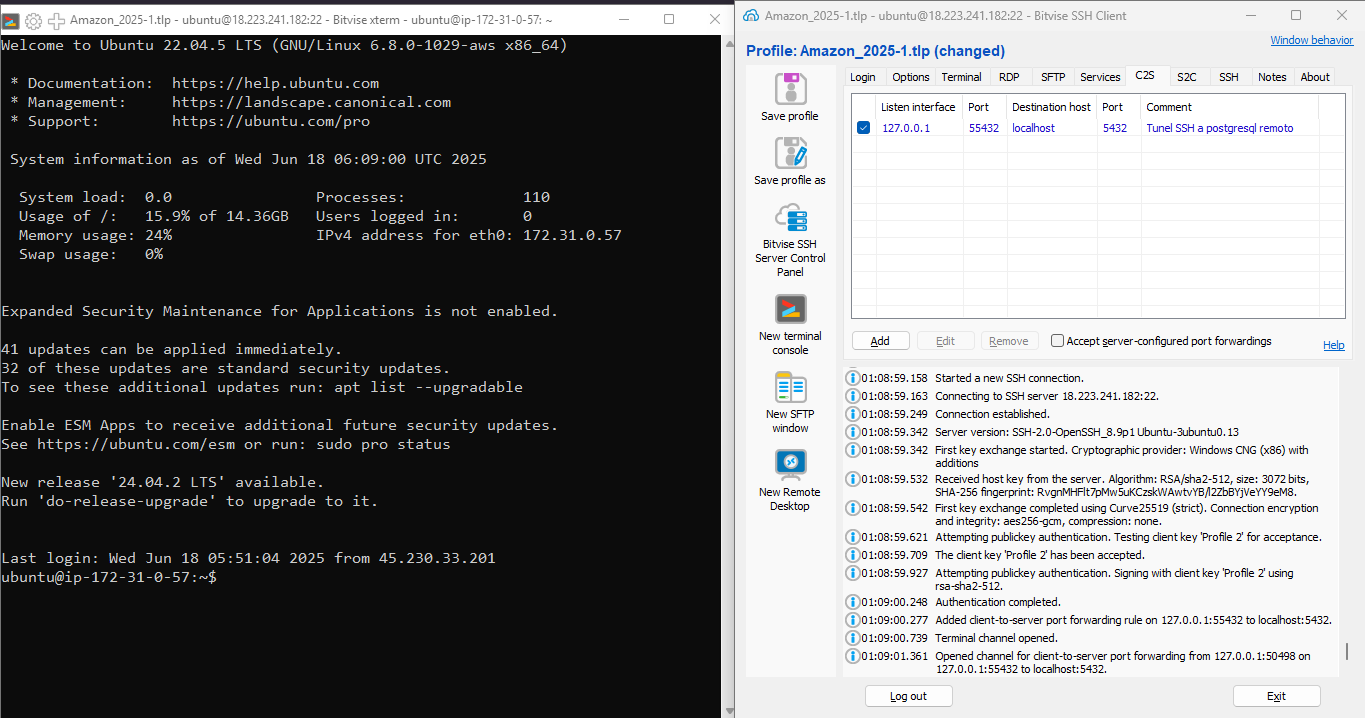 Amazon_2025-1.tlp - ubuntu@18.223.241.182:22 - Bitvise xterm - ubuntu@ip-172-31-0-57: ~
Welcome to Ubuntu 22.04.5 LTS (GNU/Linux 6.8.0-1029-aws x86_64)
* Documentation: https://help.ubuntu.com
* Management: https://landscape.canonical.com
* Support: https://ubuntu.com/pro
System information as of Wed Jun 18 06:09:00 UTC 2025
System load: 0.0 Processes: 110
Usage of /: 15.9% of 14.36GB Users logged in: 0
Memory usage: 24% IPv4 address for eth0: 172.31.0.57
Swap usage: 0%
Expanded Security Maintenance for Applications is not enabled.
41 updates can be applied immediately.
32 of these updates are standard security updates.
To see these additional updates run: apt list --upgradable
Enable ESM Apps to receive additional future security updates.
See https://ubuntu.com/esm or run: sudo pro status
New release '24.04.2 LTS' available.
Run 'do-release-upgrade' to upgrade to it.
Last login: Wed Jun 18 05:51:04 2025 from 45.230.33.201
ubuntu@ip-172-31-0-57:~$
Amazon_2025-1.tlp - ubuntu@18.223.241.182:22 - Bitvise SSH Client
Window behavior
Profile: Amazon_2025-1.tlp (changed)
Save profile
Save profile as
Bitvise SSH
Server Control
Panel
New terminal
console
New SFTP
window
New Remote
Desktop
Login Options Terminal RDP SFTP Services C2S S2C SSH Notes About
Listen interface Port Destination host Port Comment
127.0.0.1 55432 localhost 5432 Tunel SSH a postgresql remoto
Add Edit Remove Accept server-configured port forwardings Help
01:08:59.158 Started a new SSH connection.
01:08:59.163 Connecting to SSH server 18.223.241.182:22.
01:08:59.249 Connection established.
01:08:59.342 Server version: SSH-2.0-OpenSSH_8.9p1 Ubuntu-3ubuntu0.13
01:08:59.342 First key exchange started. Cryptographic provider: Windows CNG (x86) with
additions
01:08:59.532 Received host key from the server. Algorithm: RSA/sha2-512, size: 3072 bits,
SHA-256 fingerprint: RvgnMHFlt7pMw5uKCzskWAwtvYB/l2ZbBYjVeYY9eM8.
01:08:59.542 First key exchange completed using Curve25519 (strict). Connection encryption
and integrity: aes256-gcm, compression: none.
01:08:59.621 Attempting publickey authentication. Testing client key 'Profile 2' for acceptance.
01:08:59.709 The client key 'Profile 2' has been accepted.
01:08:59.927 Attempting publickey authentication. Signing with client key 'Profile 2' using
rsa-sha2-512.
01:09:00.248 Authentication completed.
01:09:00.277 Added client-to-server port forwarding rule on 127.0.0.1:55432 to localhost:5432.
01:09:00.739 Terminal channel opened.
01:09:01.361 Opened channel for client-to-server port forwarding from 127.0.0.1:50498 on
127.0.0.1:55432 to localhost:5432.
Log out Exit